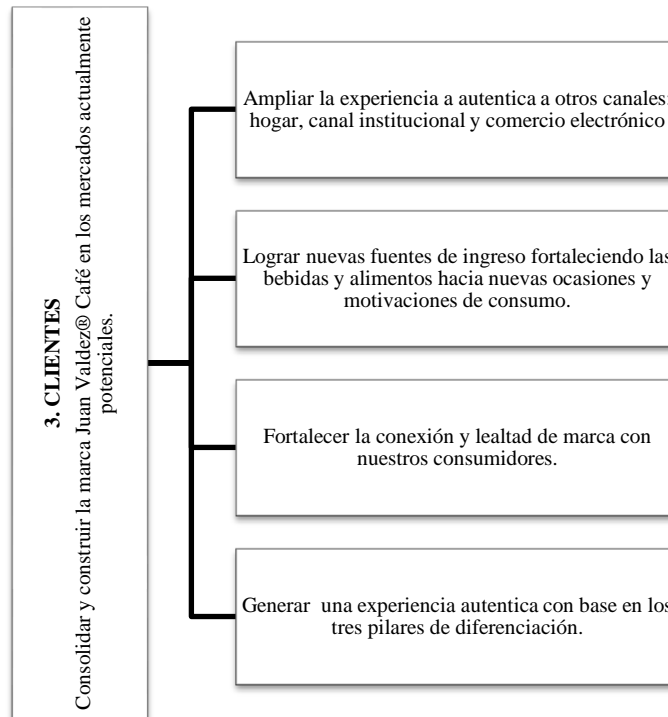 3. CLIENTES
Consolidar y construir la marca Juan Valdez® Café en los mercados actualmente
potenciales.
Ampliar la experiencia a autentica a otros canales:
hogar, canal institucional y comercio electrónico
Lograr nuevas fuentes de ingreso fortaleciendo las
bebidas y alimentos hacia nuevas ocasiones y
motivaciones de consumo.
Fortalecer la conexión y lealtad de marca con
nuestros consumidores.
Generar una experiencia autentica con base en los
tres pilares de diferenciación.